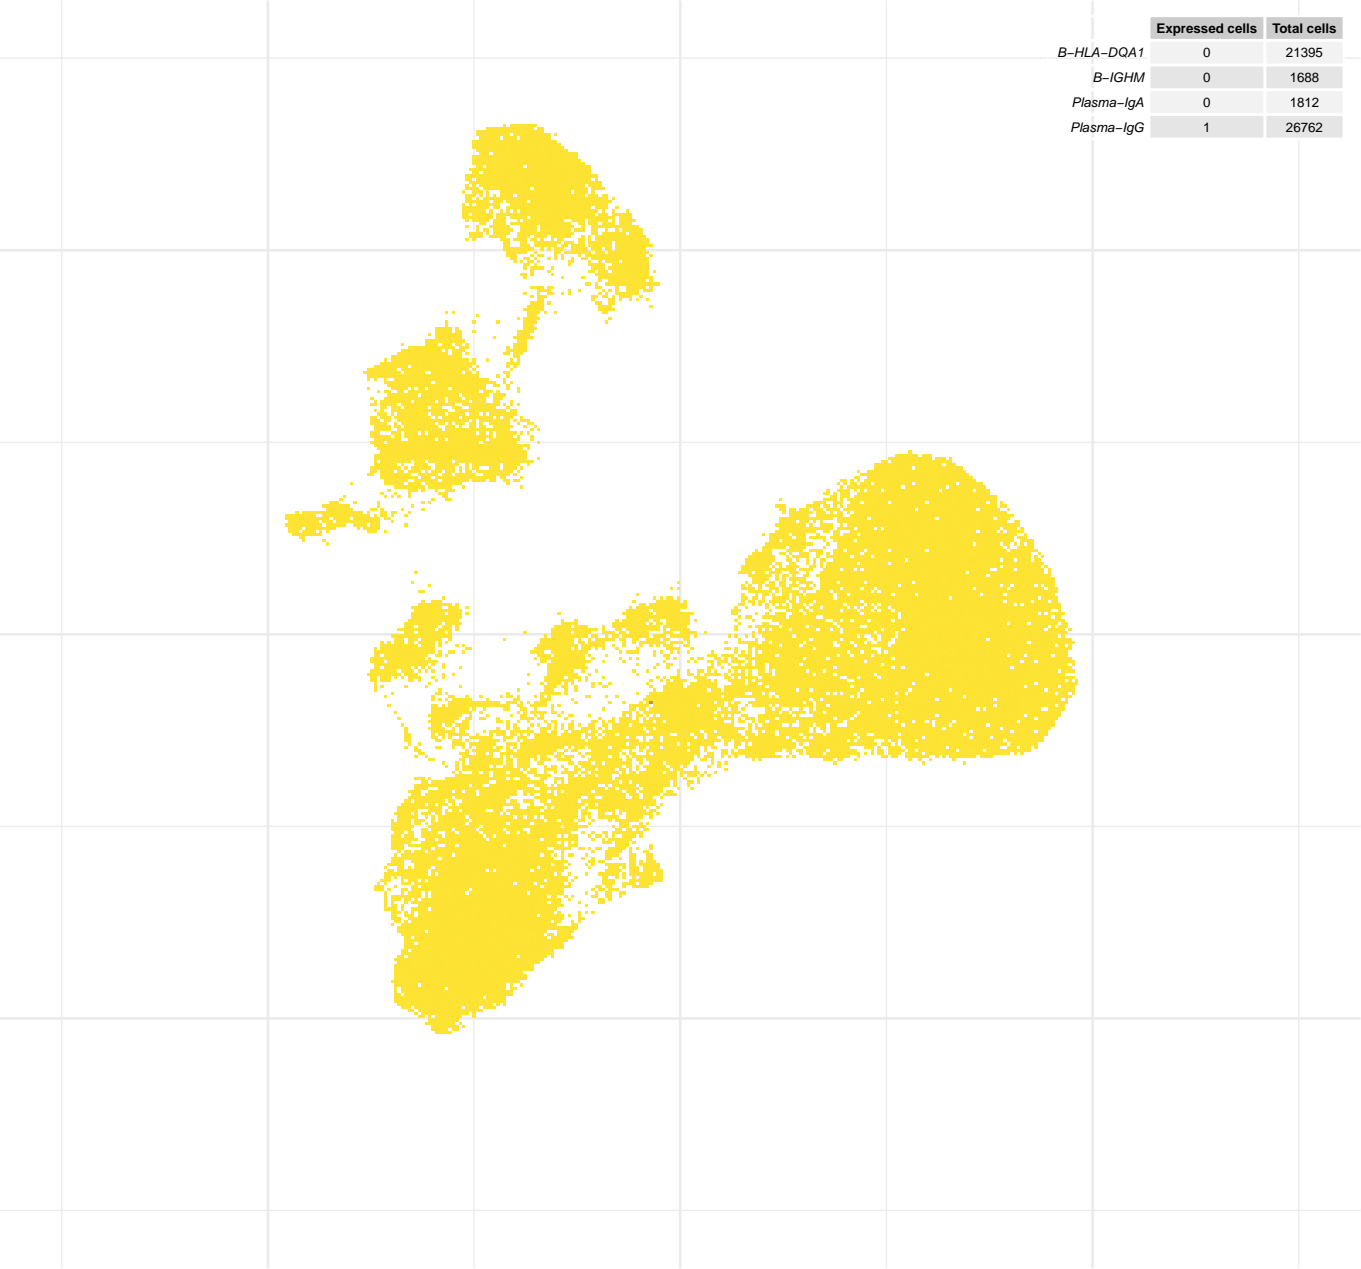 Expressed cells Total cells
B−HLA−DQA1 0 21395
B−IGHM 0 1688
Plasma−IgA 0 1812
Plasma−IgG 1 26762